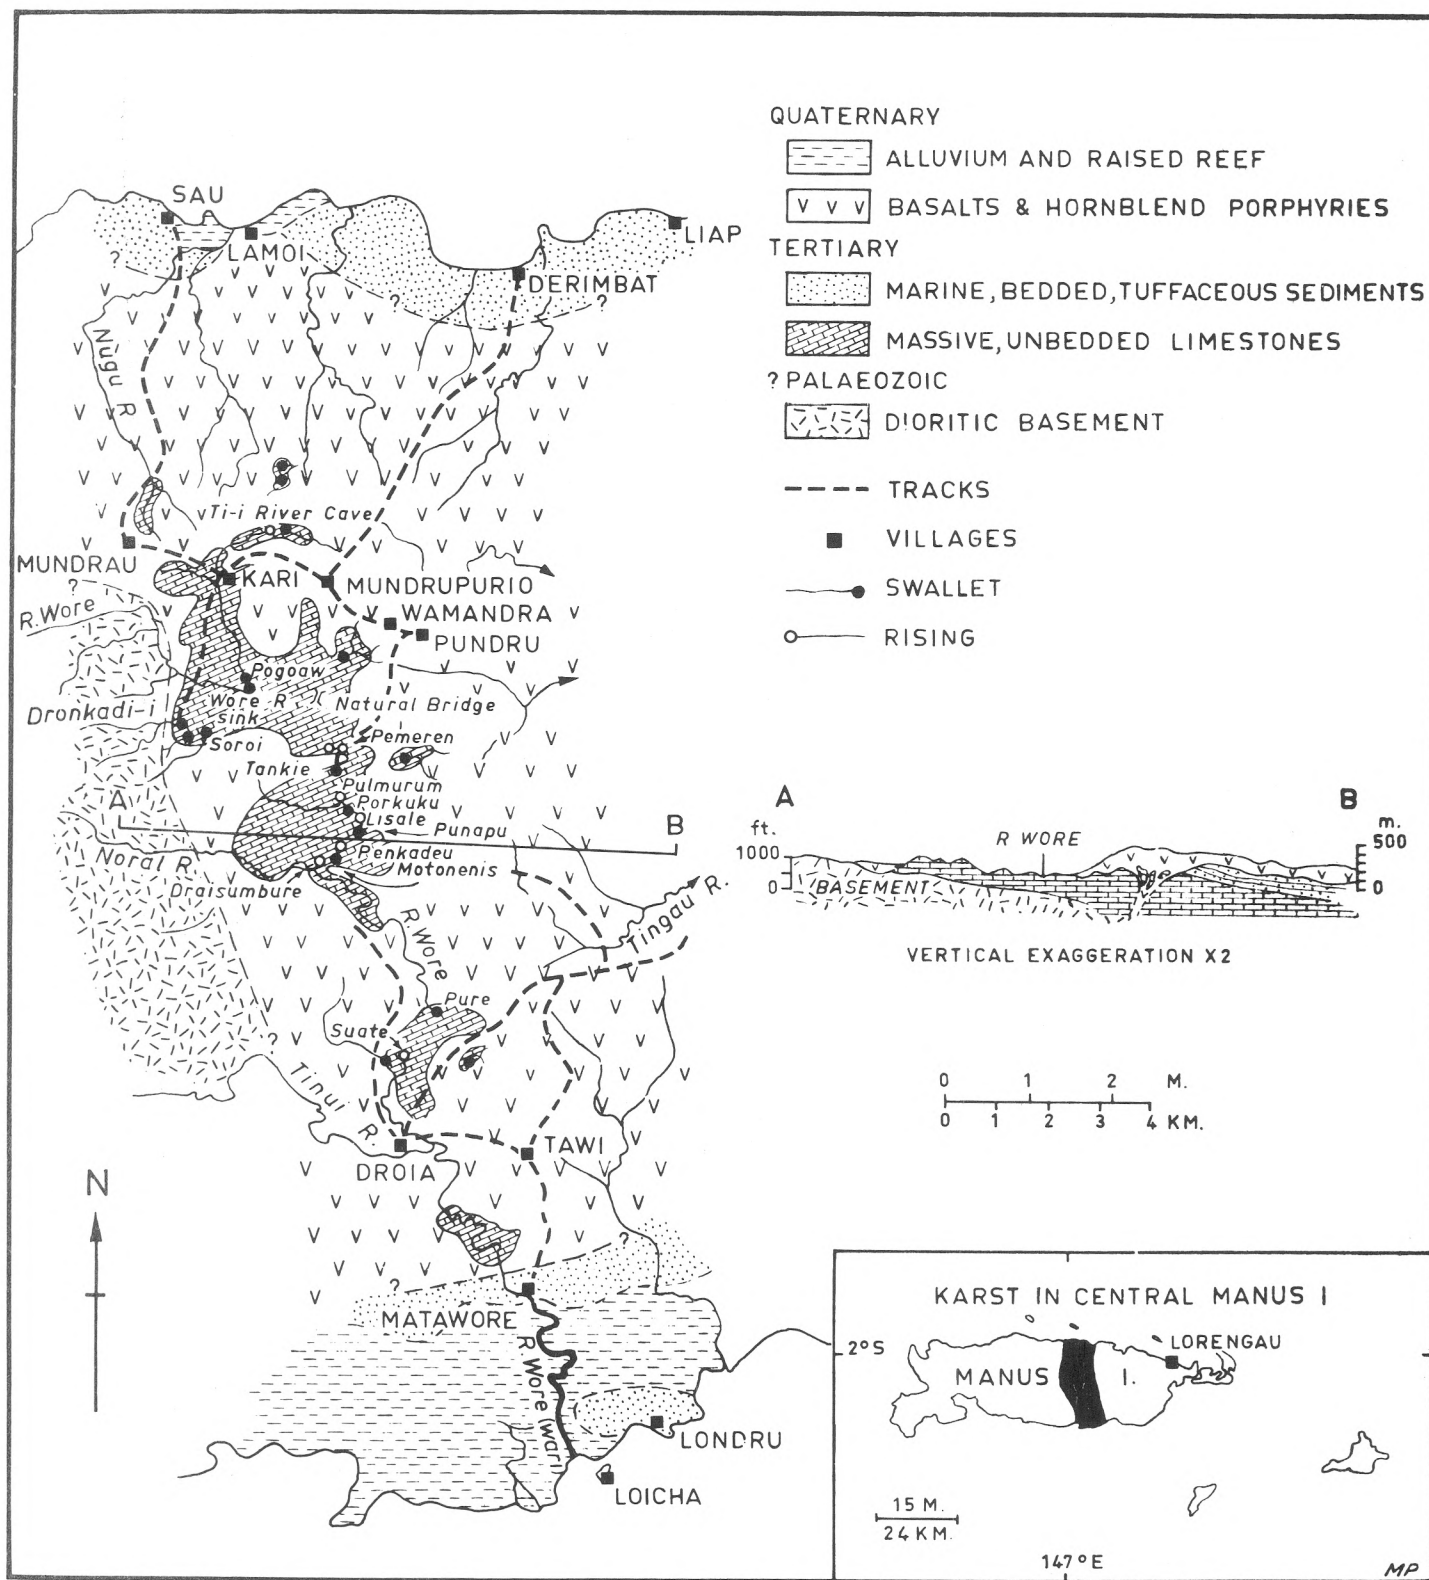 QUATERNARY
ALLUVIUM AND RAISED REEF
V V V BASALTS & HORNBLEND PORPHYRIES
TERTIARY
MARINE, BEDDED, TUFFACEOUS SEDIMENTS
MASSIVE, UNBEDDED LIMESTONES
? PALAEOZOIC
DIORITIC BASEMENT
TRACKS
VILLAGES
SWALLET
RISING
SAU
LAMOI
LIAP
DERIMBAT
?
?
?
Nugu R
Ti-i River Cave
MUNDRAU
KARI
MUNDRUPURIO
WAMANDRA
PUNDRU
?
R. Wore
Pogoaw
Dronkadi-i
Wore R
sink
Natural Bridge
Soroi
Pemeren
Tankie
Pulmurum
Porkuku
Lisale
A
Punapu
B
Noral R.
Penkadeu
Motonenis
Draisumbure
R. Wore
Tingau R.
Pure
Suate
?
Tinui R.
DROIA
TAWI
N
?
?
MATAWORE
R Wore (wari)
LONDRU
LOICHA
A
B
ft.
m.
1000
0
R WORE
500
0
BASEMENT
VERTICAL EXAGGERATION X2
0 1 2 M.
0 1 2 3 4 KM.
KARST IN CENTRAL MANUS I
2°S
LORENGAU
MANUS I.
15 M.
24 KM.
147°E
MP